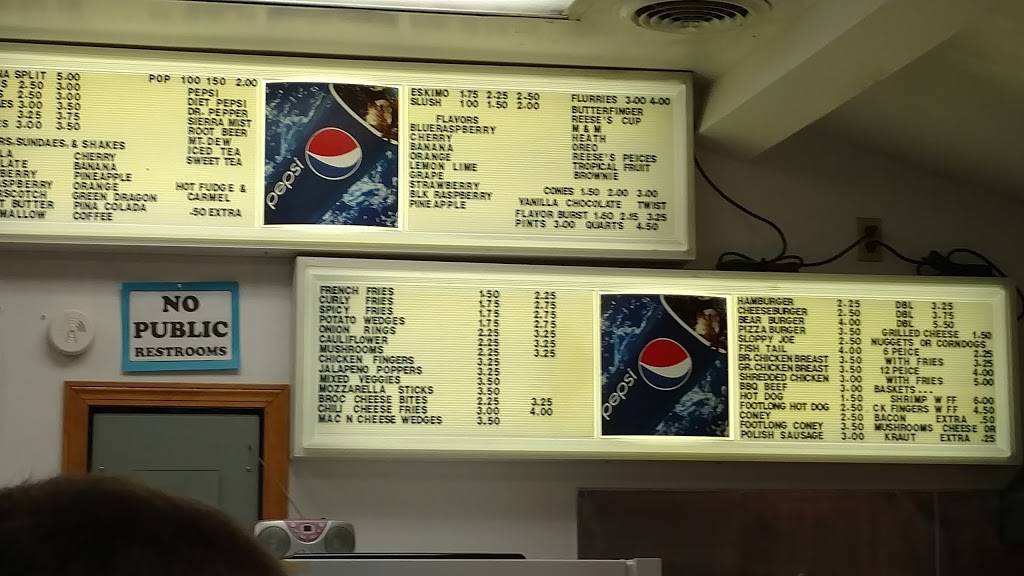 NA SPLIT 5.00
2.50 3.00
3.00 3.50
3.25 3.75
3.00 3.50
RS, SUNDAES, & SHAKES
CHERRY
BANANA
PINEAPPLE
ORANGE
GREEN DRAGON
PINA COLADA
COFFEE
POP 100 150 2.00
PEPSI
DIET PEPSI
DR. PEPPER
SIERRA MIST
ROOT BEER
MT. DEW
ICED TEA
SWEET TEA
HOT FUDGE &
CARMEL
.50 EXTRA
pepsi
ESKIMO 1.75 2.25 2.50
SLUSH 100 1.50 2.00
FLAVORS
BLUERASPBERRY
CHERRY
BANANA
ORANGE
LEMON LIME
GRAPE
STRAWBERRY
BLK RASPBERRY
PINEAPPLE
FLURRIES 3.00 4.00
BUTTERFINGER
REESE'S CUP
M & M
HEATH
OREO
REESE'S PEICES
TROPICAL FRUIT
BROWNIE
CONES 1.50 2.00 3.00
VANILLA CHOCOLATE TWIST
FLAVOR BURST 1.60 2.15 3.25
PINTS 3.00 QUARTS 4.50
NO
PUBLIC
RESTROOMS
FRENCH FRIES 1.50 2.25
CURLY FRIES 1.75 2.75
SPICY FRIES 1.75 2.75
POTATO WEDGES 1.75 2.75
ONION RINGS 2.25 3.25
CAULIFLOWER 2.25 3.25
MUSHROOMS 2.25 3.25
CHICKEN FINGERS 3.25
JALAPENO POPPERS 3.25
MIXED VEGGIES 3.50
MOZZARELLA STICKS 3.50
BROC CHEESE BITES 2.25 3.25
CHILI CHEESE FRIES 3.00 4.00
MAC N CHEESE WEDGES 3.50
pepsi
HAMBURGER 2.25 DBL 3.25
CHEESEBURGER 2.50 DBL 3.75
BEAR BURGER 4.00 DBL 5.50
PIZZA BURGER 3.50
SLOPPY JOE 2.50
FISH TAIL 4.00
BR. CHICKEN BREAST 3.50
GR. CHICKEN BREAST 3.50
SHREDDED CHICKEN 3.00
BBQ BEEF 3.00
HOT DOG 1.50
FOOTLONG HOT DOG 2.50
CONEY 2.50
FOOTLONG CONEY 3.50
POLISH SAUSAGE 3.00
GRILLED CHEESE 1.50
NUGGETS OR CORNDOGS
6 PEICE 2.25
WITH FRIES 3.25
12 PEICE 4.00
WITH FRIES 5.00
BASKETS...
SHRIMP W FF 6.00
CK FINGERS W FF 4.50
BACON EXTRA .50
MUSHROOMS CHEESE OR
KRAUT EXTRA .25